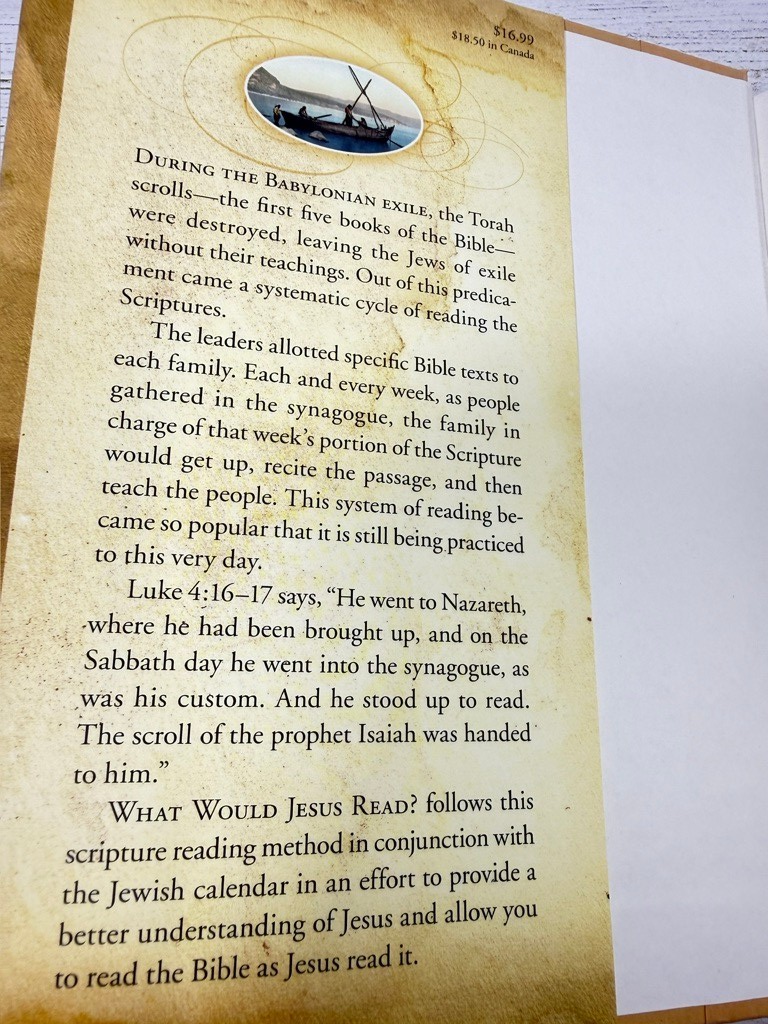 $16.99
$18.50 in Canada
During the Babylonian exile, the Torah
scrolls—the first five books of the Bible—
were destroyed, leaving the Jews of exile
without their teachings. Out of this predica-
ment came a systematic cycle of reading the
Scriptures.
The leaders allotted specific Bible texts to
each family. Each and every week, as people
gathered in the synagogue, the family in
charge of that week's portion of the Scripture
would get up, recite the passage, and then
teach the people. This system of reading be-
came so popular that it is still being practiced
to this very day.
Luke 4:16–17 says, “He went to Nazareth,
where he had been brought up, and on the
Sabbath day he went into the synagogue, as
was his custom. And he stood up to read.
The scroll of the prophet Isaiah was handed
to him.”
What Would Jesus Read? follows this
scripture reading method in conjunction with
the Jewish calendar in an effort to provide a
better understanding of Jesus and allow you
to read the Bible as Jesus read it.